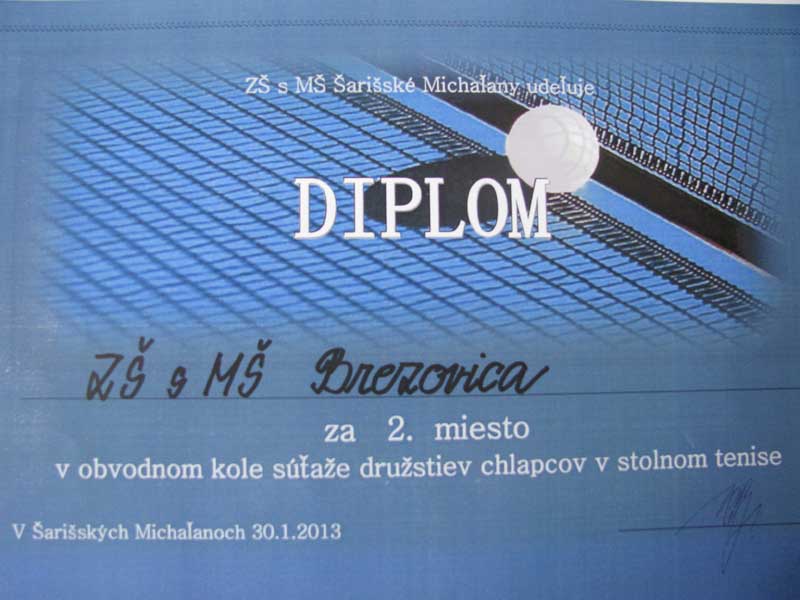 ZŠ s MŠ Šarišské Michaľany udeľuje
DIPLOM
ZŠ s MŠ Brezovica
za 2. miesto
v obvodnom kole súťaže družstiev chlapcov v stolnom tenise
V Šarišských Michaľanoch 30.1.2013